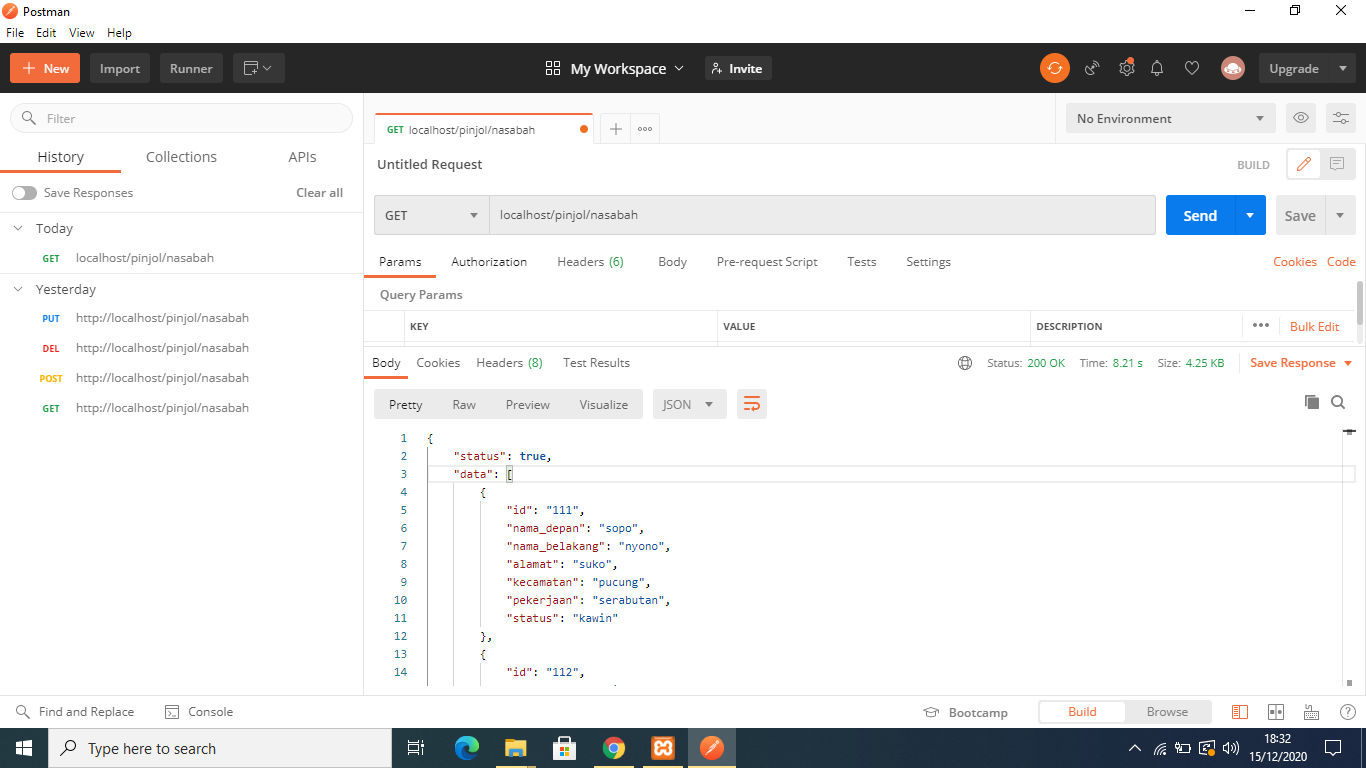 Postman
File Edit View Help
New Import Runner My Workspace Invite Upgrade
Filter
History Collections APIs
Save Responses Clear all
Today
GET localhost/pinjol/nasabah
Yesterday
PUT http://localhost/pinjol/nasabah
DEL http://localhost/pinjol/nasabah
POST http://localhost/pinjol/nasabah
GET http://localhost/pinjol/nasabah
GET localhost/pinjol/nasabah
No Environment
Untitled Request BUILD
GET localhost/pinjol/nasabah Send Save
Params Authorization Headers (6) Body Pre-request Script Tests Settings Cookies Code
Query Params
KEY VALUE DESCRIPTION Bulk Edit
Body Cookies Headers (8) Test Results Status: 200 OK Time: 8.21 s Size: 4.25 KB Save Response
Pretty Raw Preview Visualize JSON
1 {
2 "status": true,
3 "data": [
4 {
5 "id": "111",
6 "nama_depan": "sopo",
7 "nama_belakang": "nyono",
8 "alamat": "suko",
9 "kecamatan": "pucung",
10 "pekerjaan": "serabutan",
11 "status": "kawin"
12 },
13 {
14 "id": "112",
Find and Replace Console Bootcamp Build Browse
Type here to search
18:32
15/12/2020